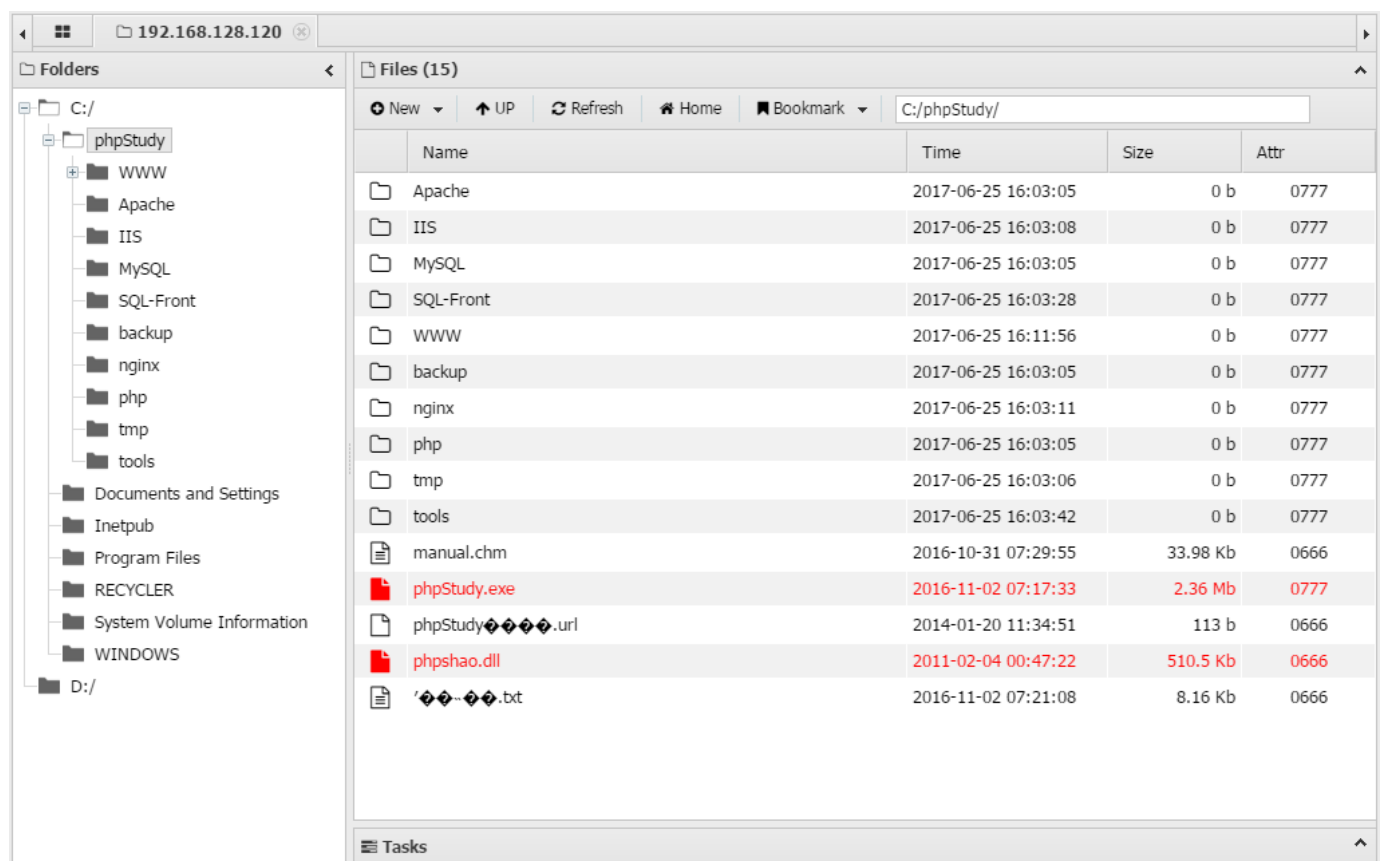 192.168.128.120
Folders
Files (15)
C:/
phpStudy
WWW
Apache
IIS
MySQL
SQL-Front
backup
nginx
php
tmp
tools
Documents and Settings
Inetpub
Program Files
RECYCLER
System Volume Information
WINDOWS
D:/
New UP Refresh Home Bookmark C:/phpStudy/
Name Time Size Attr
Apache 2017-06-25 16:03:05 0 b 0777
IIS 2017-06-25 16:03:08 0 b 0777
MySQL 2017-06-25 16:03:05 0 b 0777
SQL-Front 2017-06-25 16:03:28 0 b 0777
WWW 2017-06-25 16:11:56 0 b 0777
backup 2017-06-25 16:03:05 0 b 0777
nginx 2017-06-25 16:03:11 0 b 0777
php 2017-06-25 16:03:05 0 b 0777
tmp 2017-06-25 16:03:06 0 b 0777
tools 2017-06-25 16:03:42 0 b 0777
manual.chm 2016-10-31 07:29:55 33.98 Kb 0666
phpStudy.exe 2016-11-02 07:17:33 2.36 Mb 0777
phpStudy����.url 2014-01-20 11:34:51 113 b 0666
phpshao.dll 2011-02-04 00:47:22 510.5 Kb 0666
ʹ��˵��.txt 2016-11-02 07:21:08 8.16 Kb 0666
Tasks